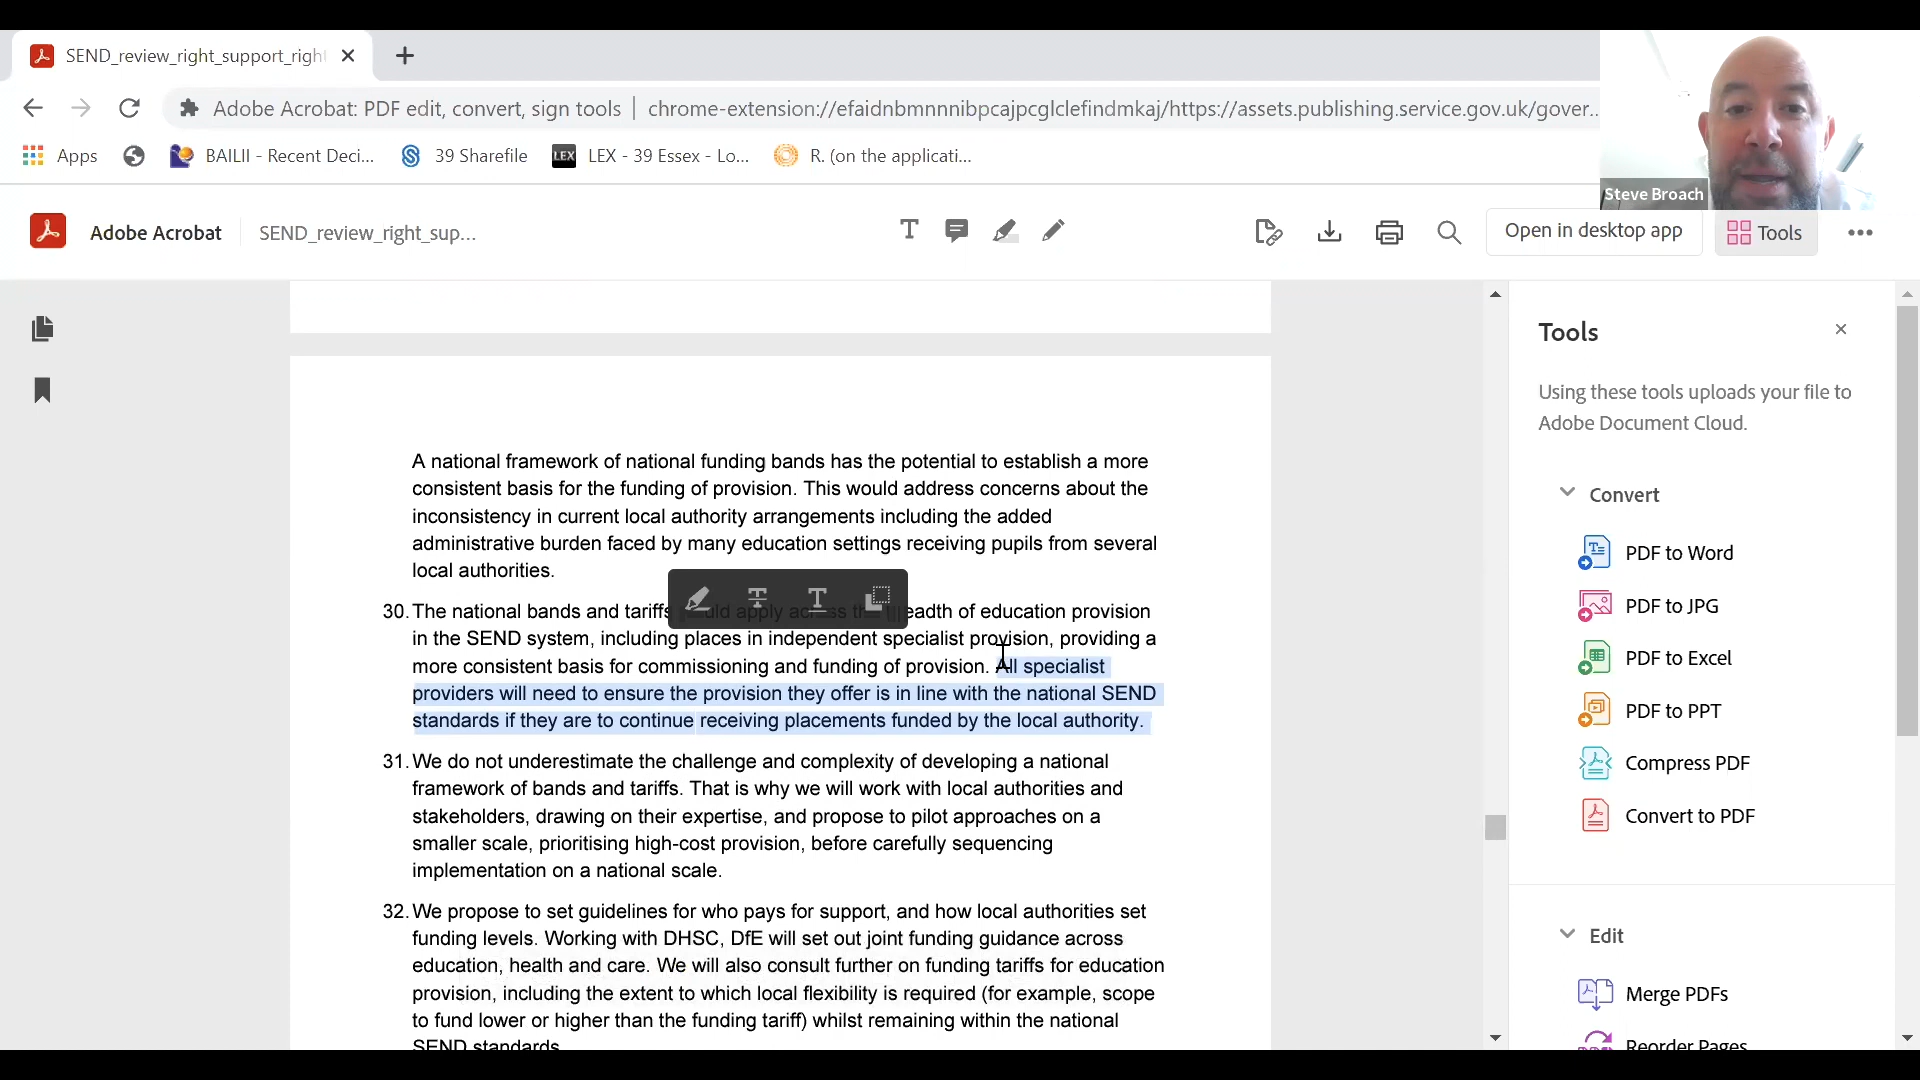 SEND_review_right_support_right
Adobe Acrobat: PDF edit, convert, sign tools | chrome-extension://efaidnbmnnnibpcajpcglclefindmkaj/https://assets.publishing.service.gov.uk/gover...
Apps BAILII - Recent Deci... 39 Sharefile LEX LEX - 39 Essex - Lo... R. (on the applicati...
Steve Broach
Adobe Acrobat SEND_review_right_sup... Open in desktop app Tools
Tools
Using these tools uploads your file to
Adobe Document Cloud.
Convert
PDF to Word
PDF to JPG
PDF to Excel
PDF to PPT
Compress PDF
Convert to PDF
Edit
Merge PDFs
Reorder Pages
A national framework of national funding bands has the potential to establish a more
consistent basis for the funding of provision. This would address concerns about the
inconsistency in current local authority arrangements including the added
administrative burden faced by many education settings receiving pupils from several
local authorities.
30. The national bands and tariffs would apply across the breadth of education provision
in the SEND system, including places in independent specialist provision, providing a
more consistent basis for commissioning and funding of provision. All specialist
providers will need to ensure the provision they offer is in line with the national SEND
standards if they are to continue receiving placements funded by the local authority.
31. We do not underestimate the challenge and complexity of developing a national
framework of bands and tariffs. That is why we will work with local authorities and
stakeholders, drawing on their expertise, and propose to pilot approaches on a
smaller scale, prioritising high-cost provision, before carefully sequencing
implementation on a national scale.
32. We propose to set guidelines for who pays for support, and how local authorities set
funding levels. Working with DHSC, DfE will set out joint funding guidance across
education, health and care. We will also consult further on funding tariffs for education
provision, including the extent to which local flexibility is required (for example, scope
to fund lower or higher than the funding tariff) whilst remaining within the national
SEND standards.